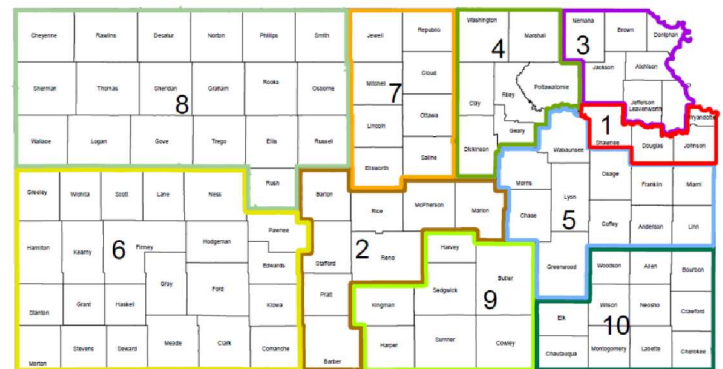 Cheyenne Rawlins Decatur Norton Phillips Smith Jewell Republic Washington Marshall Nemaha Brown Doniphan
4 3
Sherman Thomas Sheridan Graham Rooks Osborne Mitchell Cloud Clay Riley Pottawatomie Jackson Atchison
8 7
Jefferson Leavenworth
Lincoln Ottawa Geary 1 Wyandotte
Wallace Logan Gove Trego Ellis Russell Ellsworth Saline Dickinson Wabaunsee Shawnee Douglas Johnson
Rush
Greeley Wichita Scott Lane Ness Barton Rice McPherson Marion Morris Lyon Osage Franklin Miami
Chase 5 Coffey Anderson Linn
Hamilton Kearny Finney Hodgeman Pawnee
6 2
Edwards Stafford Reno Harvey Butler Greenwood
Gray Ford Sedgwick Woodson Allen Bourbon
Stanton Grant Haskel Kiowa Pratt Kingman 9 Elk Wilson Neosho Crawford
10
Morton Stevens Seward Meade Clark Comanche Barber Harper Sumner Cowley Chautauqua Montgomery Labette Cherokee